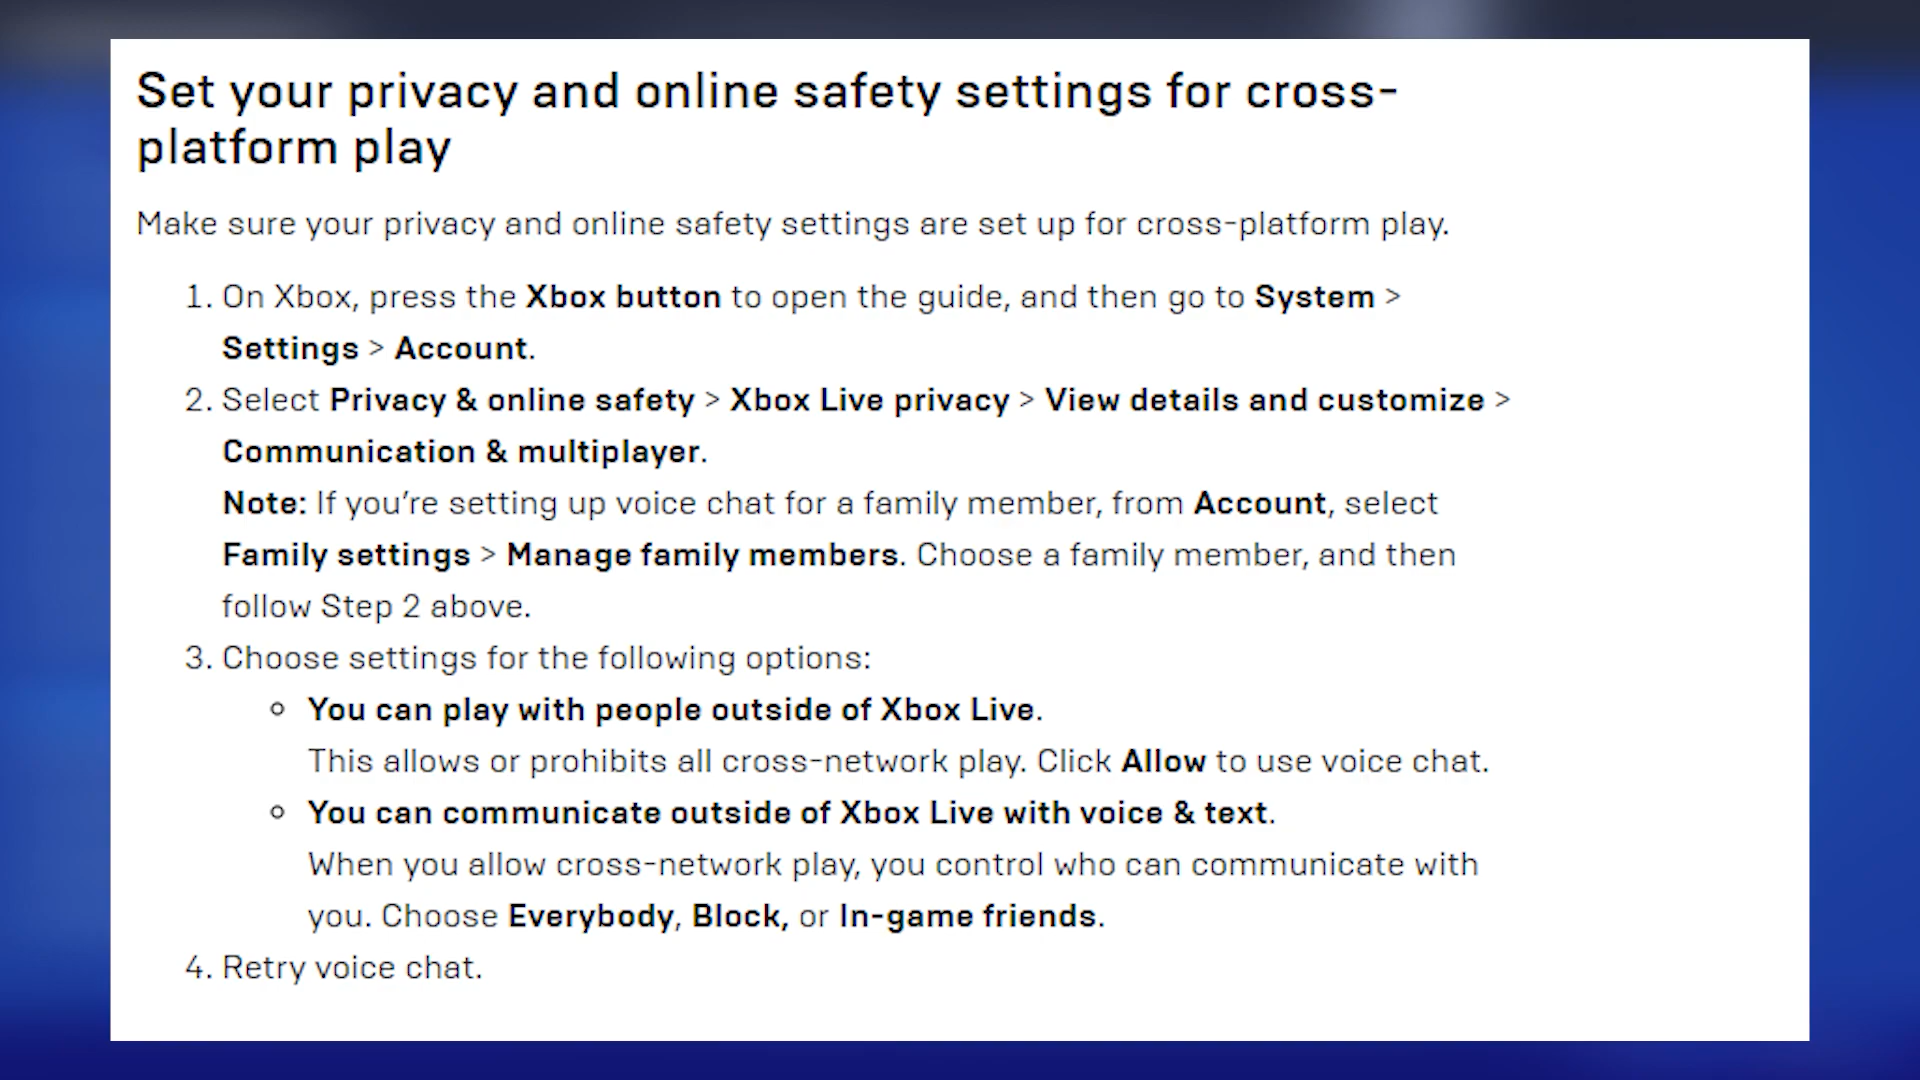 Set your privacy and online safety settings for cross-
platform play
Make sure your privacy and online safety settings are set up for cross-platform play.
1. On Xbox, press the Xbox button to open the guide, and then go to System >
Settings > Account.
2. Select Privacy & online safety > Xbox Live privacy > View details and customize >
Communication & multiplayer.
Note: If you’re setting up voice chat for a family member, from Account, select
Family settings > Manage family members. Choose a family member, and then
follow Step 2 above.
3. Choose settings for the following options:
◦ You can play with people outside of Xbox Live.
This allows or prohibits all cross-network play. Click Allow to use voice chat.
◦ You can communicate outside of Xbox Live with voice & text.
When you allow cross-network play, you control who can communicate with
you. Choose Everybody, Block, or In-game friends.
4. Retry voice chat.